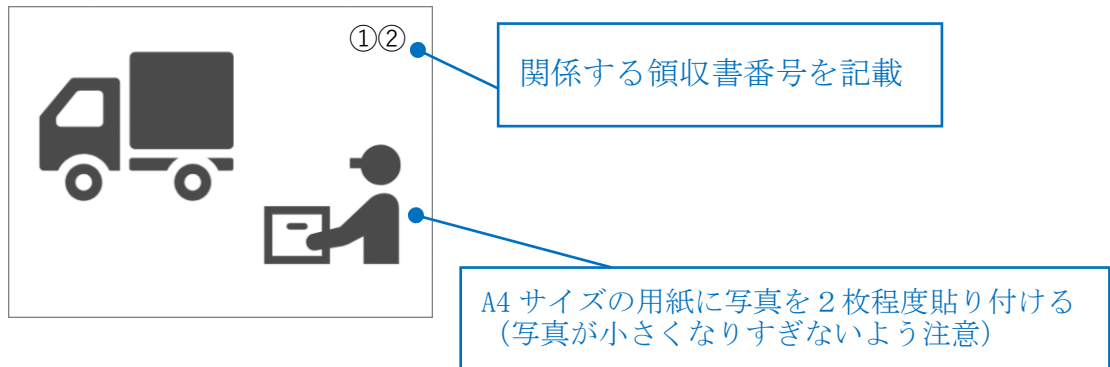 ①②
関係する領収書番号を記載
A4 サイズの用紙に写真を２枚程度貼り付ける
（写真が小さくなりすぎないよう注意）